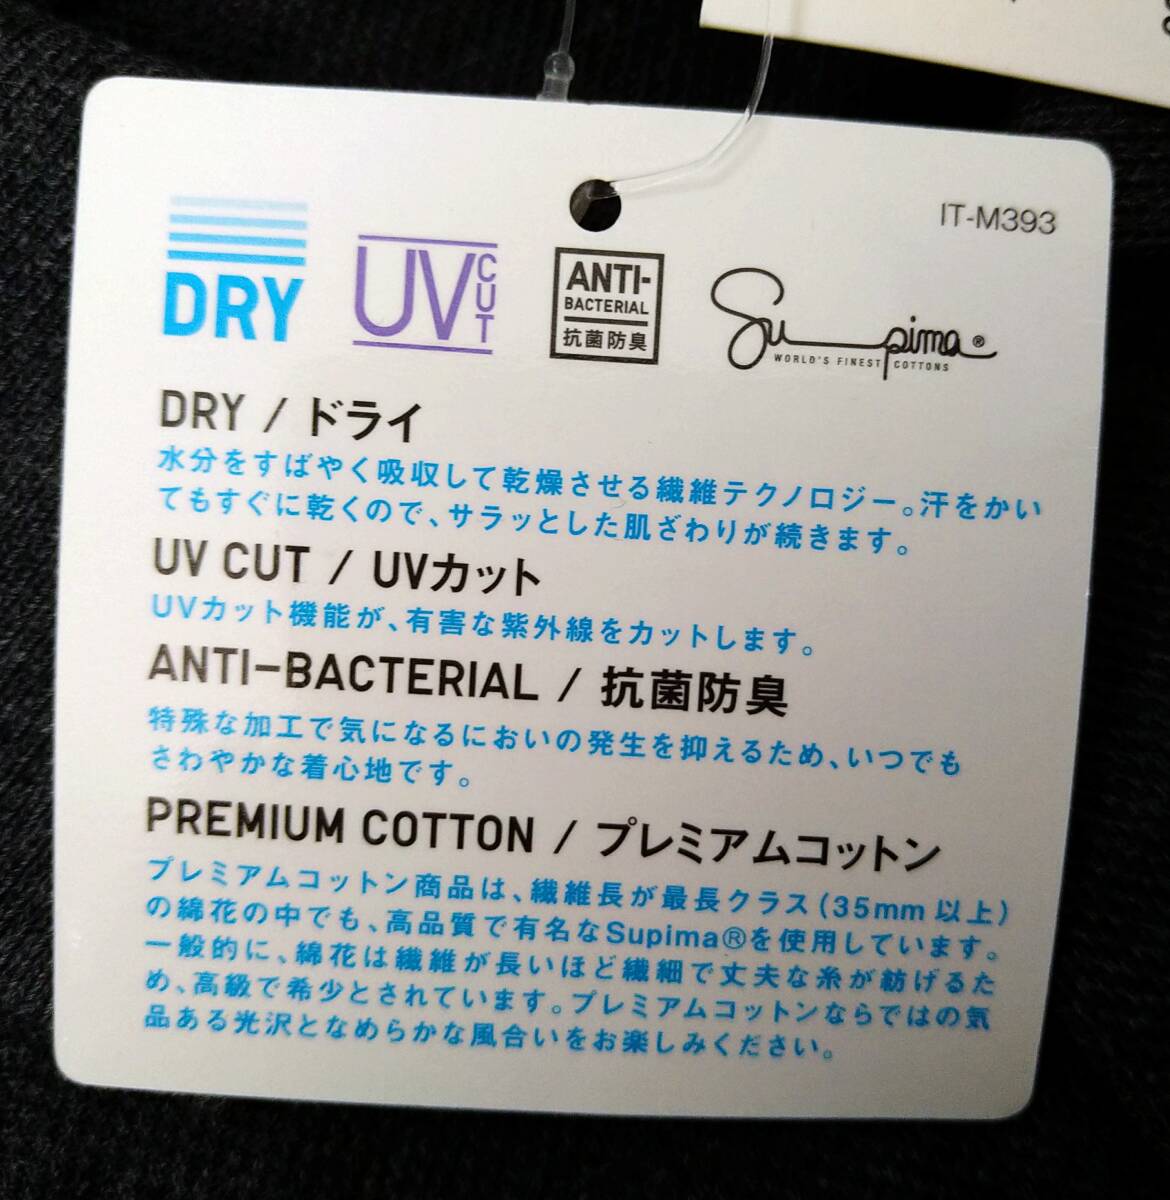 IT-M393
DRY
UV CUT
ANTI-
BACTERIAL
抗菌防臭
Supima®
WORLD'S FINEST COTTONS
DRY / ドライ
水分をすばやく吸収して乾燥させる繊維テクノロジー。汗をかい
てもすぐに乾くので、サラッとした肌ざわりが続きます。
UV CUT / UVカット
UVカット機能が、有害な紫外線をカットします。
ANTI-BACTERIAL / 抗菌防臭
特殊な加工で気になるにおいの発生を抑えるため、いつでも
さわやかな着心地です。
PREMIUM COTTON / プレミアムコットン
プレミアムコットン商品は、繊維長が最長クラス(35mm以上)
の綿花の中でも、高品質で有名なSupima®を使用しています。
一般的に、綿花は繊維が長いほど繊細で丈夫な糸が紡げるた
め、高級で希少とされています。プレミアムコットンならではの気
品ある光沢となめらかな風合いをお楽しみください。